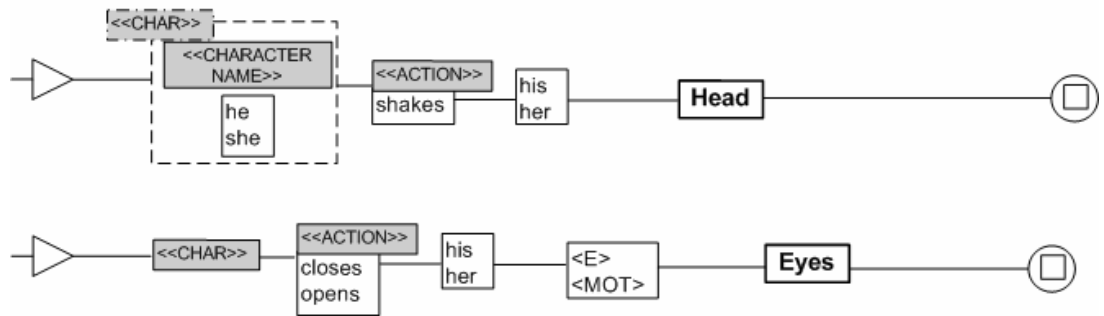 <<CHAR>>
<<CHARACTER
NAME>>
he
she
<<ACTION>>
shakes
his
her
Head
<<CHAR>>
<<ACTION>>
closes
opens
his
her
<E>
<MOT>
Eyes